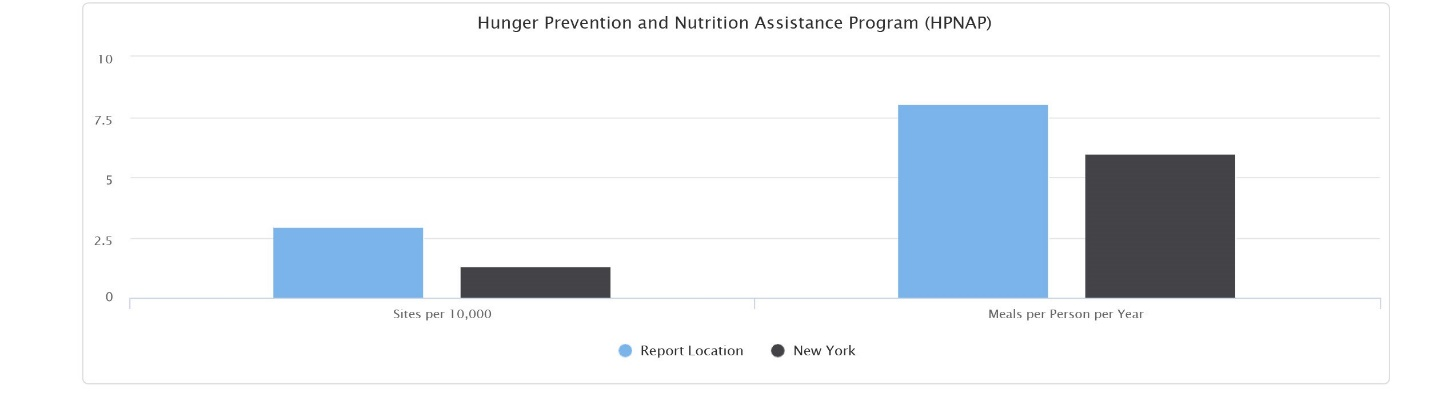 Hunger Prevention and Nutrition Assistance Program (HPNAP)
10
7.5
5
2.5
0
Sites per 10,000
Meals per Person per Year
Report Location
New York